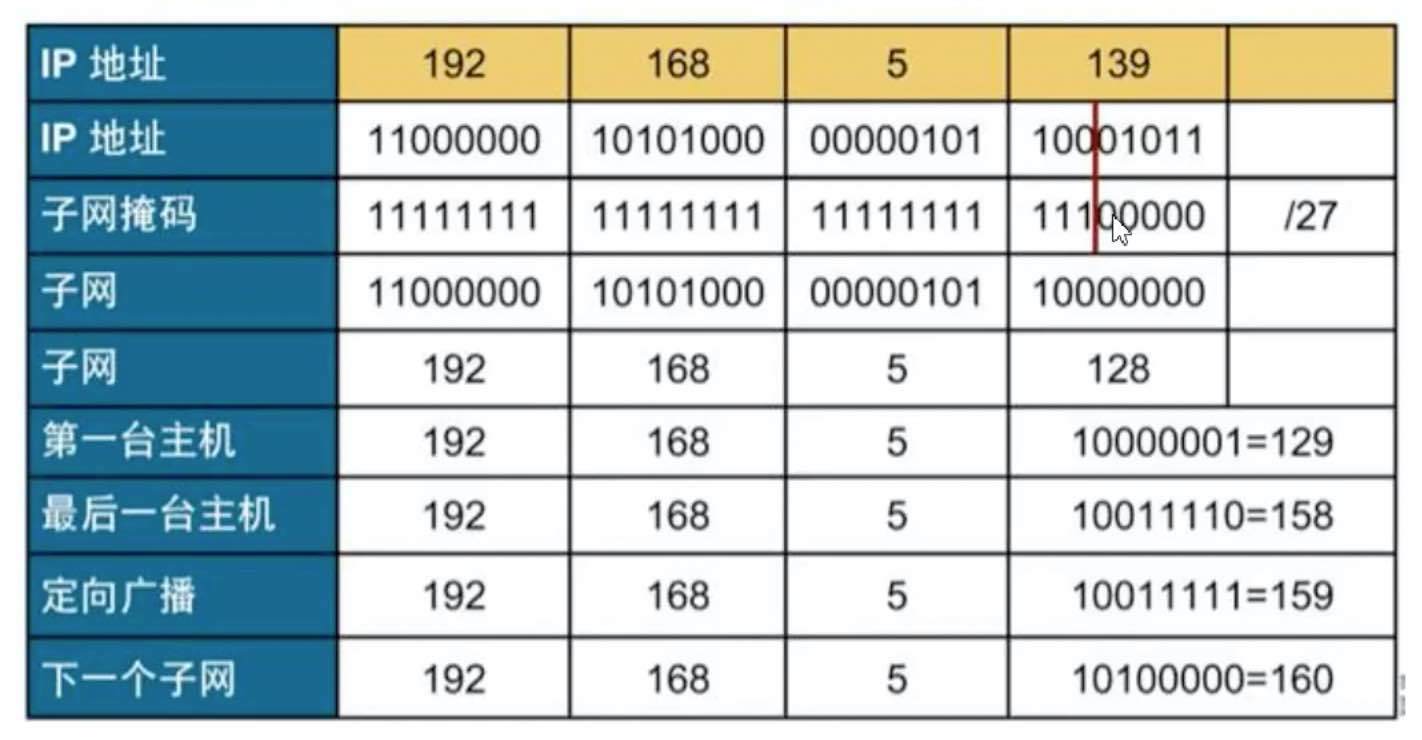 IP 地址 192 168 5 139
IP 地址 11000000 10101000 00000101 10001011
子网掩码 11111111 11111111 11111111 11100000 /27
子网 11000000 10101000 00000101 10000000
子网 192 168 5 128
第一台主机 192 168 5 10000001=129
最后一台主机 192 168 5 10011110=158
定向广播 192 168 5 10011111=159
下一个子网 192 168 5 10100000=160